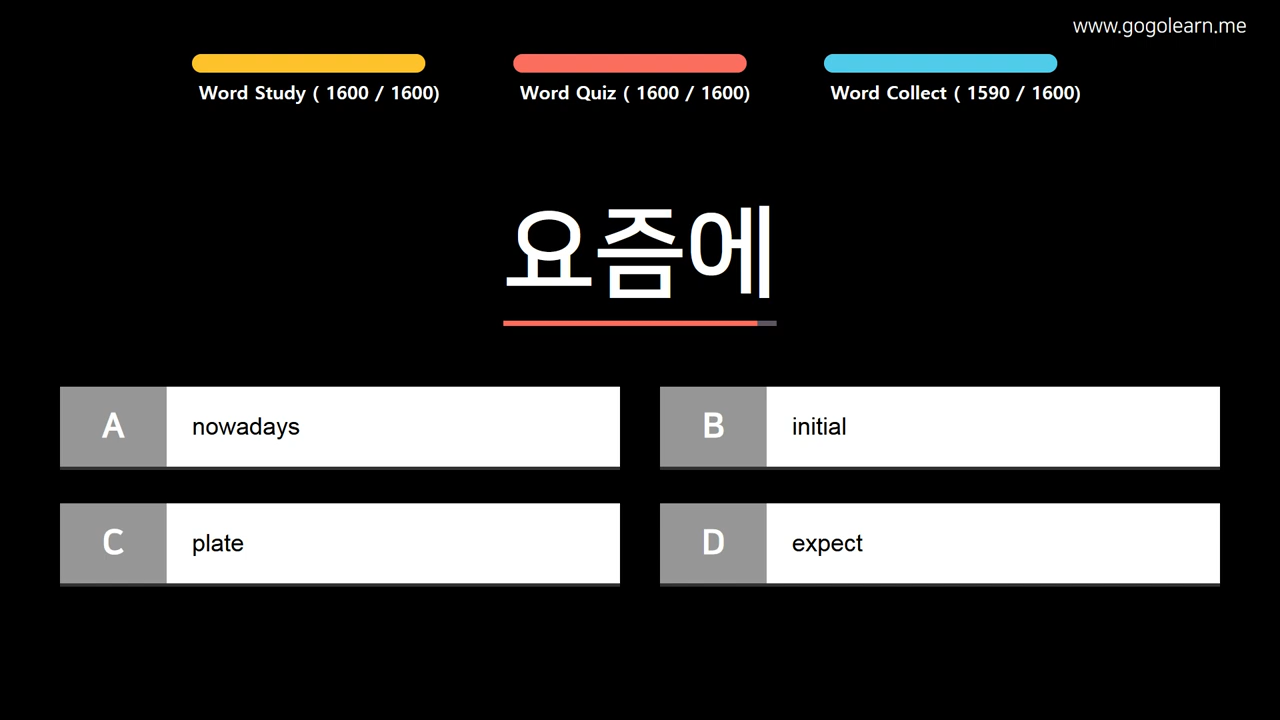 www.gogolearn.me
Word Study ( 1600 / 1600)
Word Quiz ( 1600 / 1600)
Word Collect ( 1590 / 1600)
요즘에
A nowadays
B initial
C plate
D expect